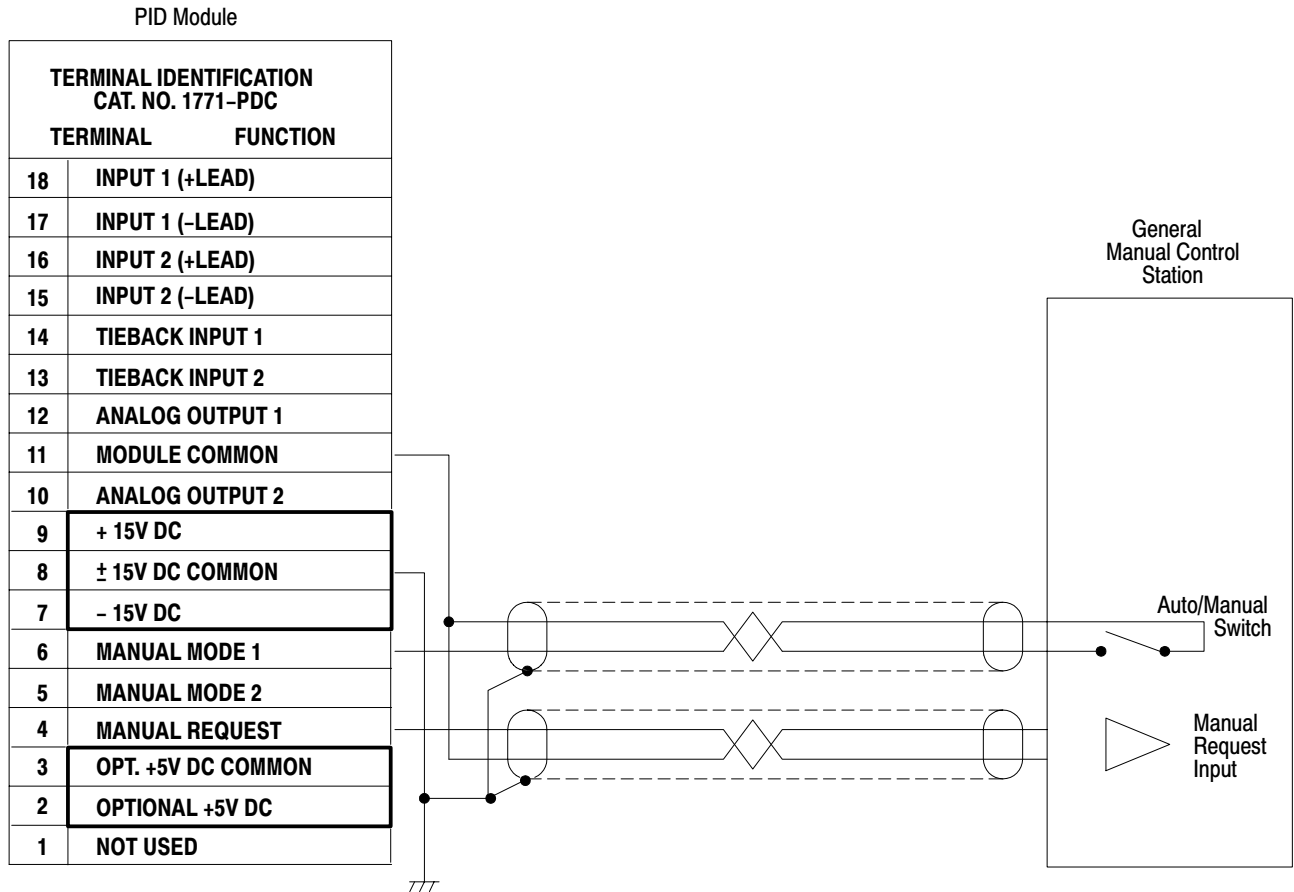 PID Module
TERMINAL IDENTIFICATION
CAT. NO. 1771–PDC
TERMINAL FUNCTION
18 INPUT 1 (+LEAD)
17 INPUT 1 (–LEAD)
16 INPUT 2 (+LEAD)
15 INPUT 2 (–LEAD)
14 TIEBACK INPUT 1
13 TIEBACK INPUT 2
12 ANALOG OUTPUT 1
11 MODULE COMMON
10 ANALOG OUTPUT 2
9 + 15V DC
8 ± 15V DC COMMON
7 – 15V DC
6 MANUAL MODE 1
5 MANUAL MODE 2
4 MANUAL REQUEST
3 OPT. +5V DC COMMON
2 OPTIONAL +5V DC
1 NOT USED
General
Manual Control
Station
Auto/Manual
Switch
Manual
Request
Input